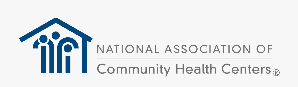 NATIONAL ASSOCIATION OF
Community Health Centers®